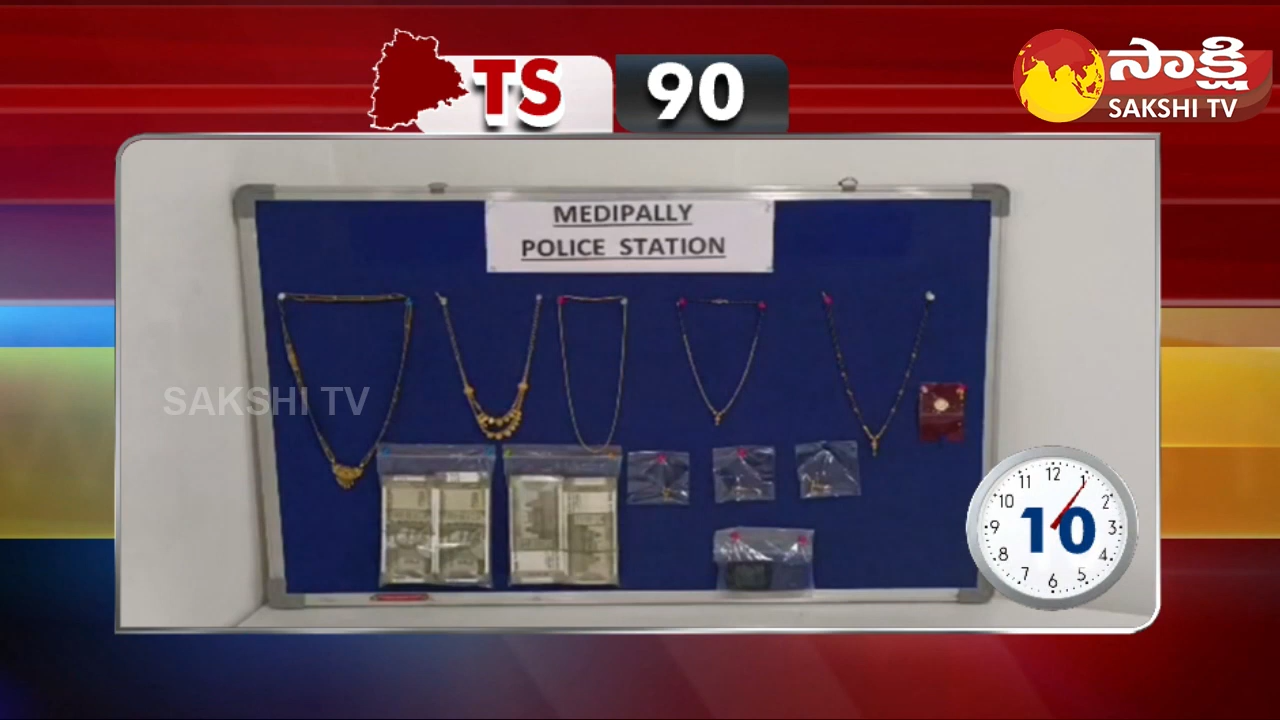 TS
90
సాక్షి
SAKSHI TV
MEDIPALLY
POLICE STATION
SAKSHI TV
12
1
2
3
4
5
6
7
8
9
10
11
10